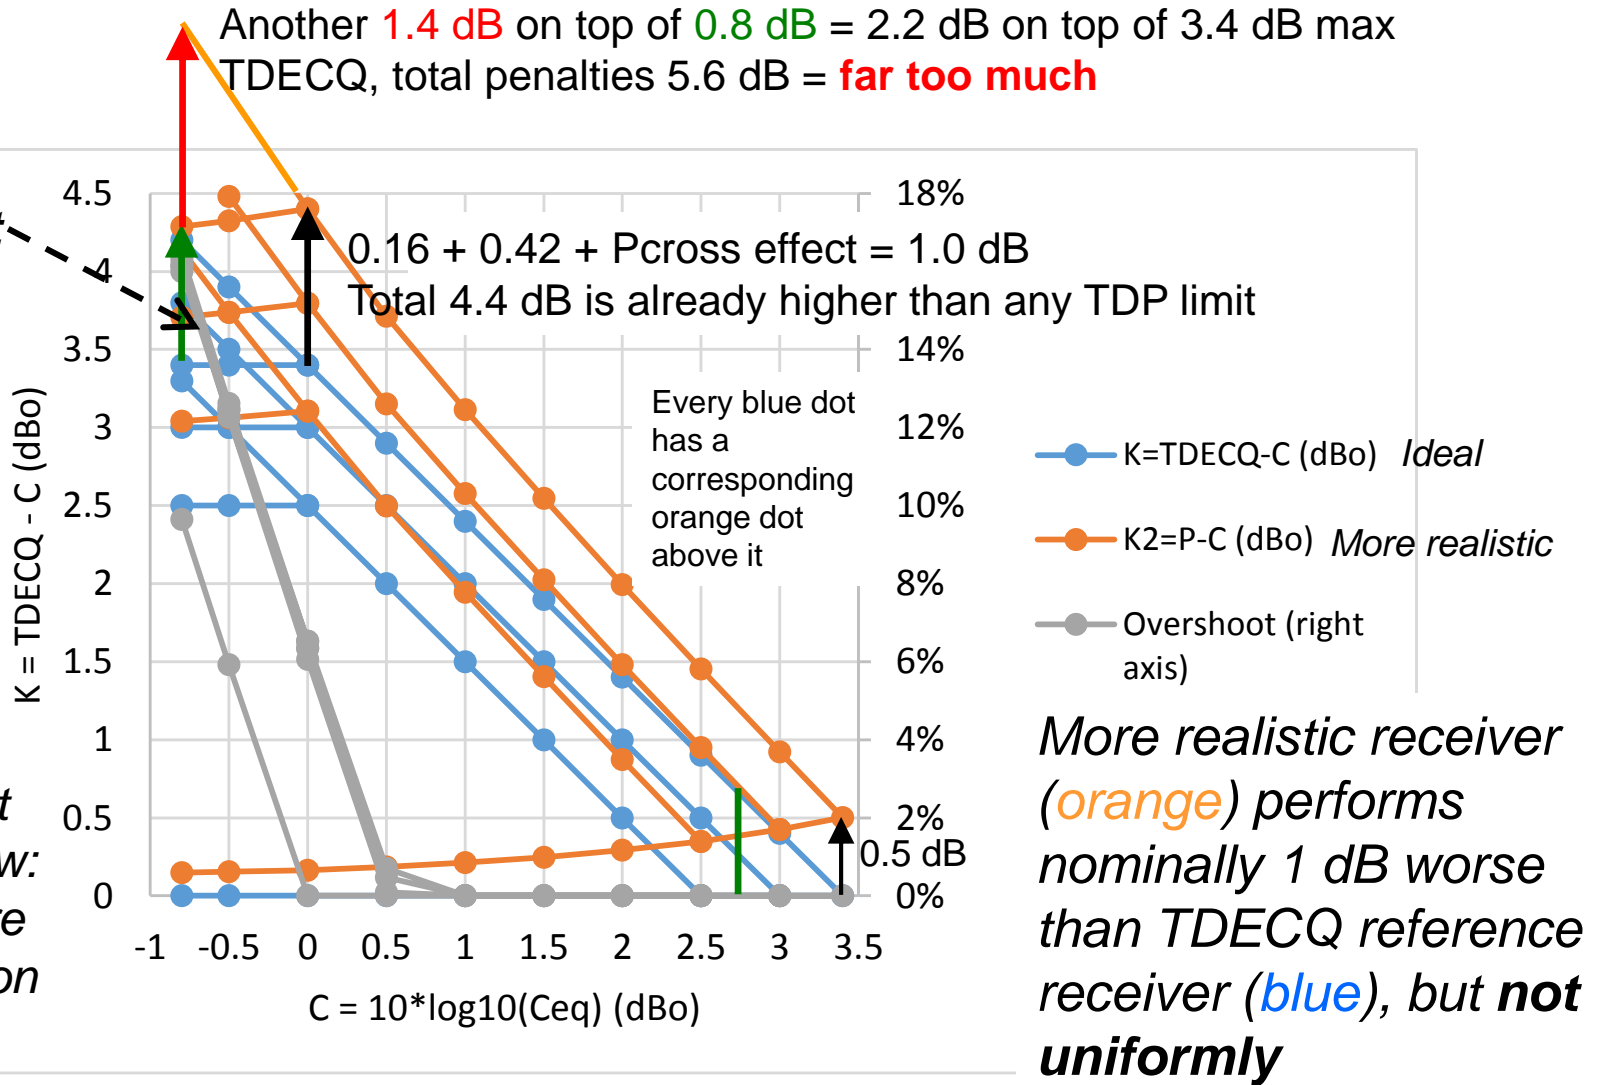 Another 1.4 dB on top of 0.8 dB = 2.2 dB on top of 3.4 dB max
TDECQ, total penalties 5.6 dB = far too much
4.5
4
3.5
3
2.5
2
1.5
1
0.5
0
K = TDECQ - C (dBo)
18%
14%
12%
10%
8%
6%
4%
2%
0%
0.16 + 0.42 + Pcross effect = 1.0 dB
Total 4.4 dB is already higher than any TDP limit
Every blue dot
has a
corresponding
orange dot
above it
0.5 dB
-1 -0.5 0 0.5 1 1.5 2 2.5 3 3.5
C = 10*log10(Ceq) (dBo)
K=TDECQ-C (dBo) Ideal
K2=P-C (dBo) More realistic
Overshoot (right
axis)
More realistic receiver
(orange) performs
nominally 1 dB worse
than TDECQ reference
receiver (blue), but not
uniformly